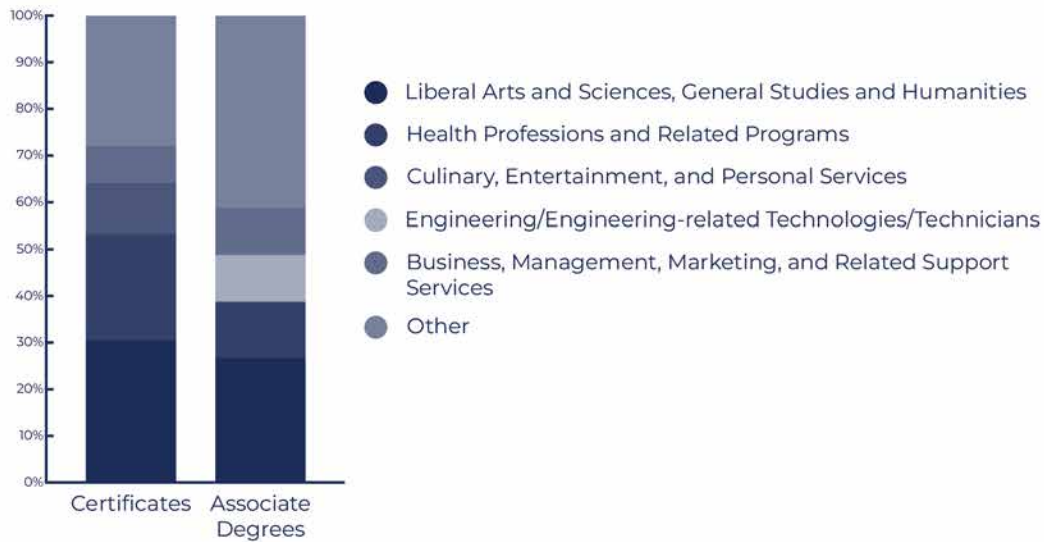 100%
90%
80%
70%
60%
50%
40%
30%
20%
10%
0%
Certificates
Associate
Degrees
Liberal Arts and Sciences, General Studies and Humanities
Health Professions and Related Programs
Culinary, Entertainment, and Personal Services
Engineering/Engineering-related Technologies/Technicians
Business, Management, Marketing, and Related Support
Services
Other